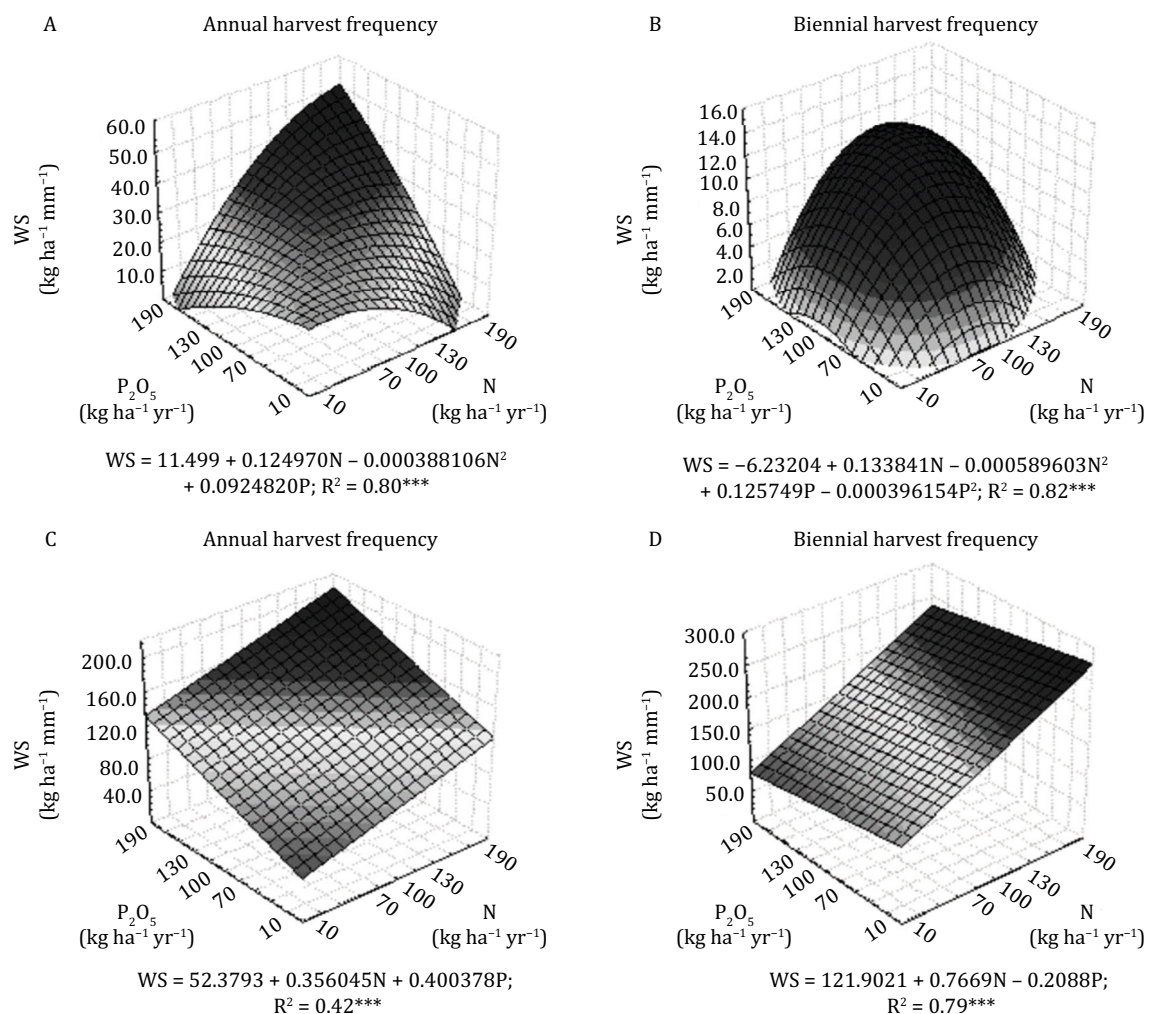 A Annual harvest frequency
60.0
50.0
40.0
30.0
20.0
10.0
WS
(kg ha⁻¹ mm⁻¹)
190
130
100
70
10
P₂O₅
(kg ha⁻¹ yr⁻¹)
10
70
100
130
190
N
(kg ha⁻¹ yr⁻¹)
WS = 11.499 + 0.124970N – 0.000388106N²
+ 0.0924820P; R² = 0.80***
B Biennial harvest frequency
16.0
14.0
12.0
10.0
8.0
6.0
4.0
2.0
WS
(kg ha⁻¹ mm⁻¹)
190
130
100
70
10
P₂O₅
(kg ha⁻¹ yr⁻¹)
10
70
100
130
190
N
(kg ha⁻¹ yr⁻¹)
WS = –6.23204 + 0.133841N – 0.000589603N²
+ 0.125749P – 0.000396154P²; R² = 0.82***
C Annual harvest frequency
200.0
160.0
120.0
80.0
40.0
WS
(kg ha⁻¹ mm⁻¹)
190
130
100
70
10
P₂O₅
(kg ha⁻¹ yr⁻¹)
10
70
100
130
190
N
(kg ha⁻¹ yr⁻¹)
WS = 52.3793 + 0.356045N + 0.400378P;
R² = 0.42***
D Biennial harvest frequency
300.0
250.0
200.0
150.0
100.0
50.0
WS
(kg ha⁻¹ mm⁻¹)
190
130
100
70
10
P₂O₅
(kg ha⁻¹ yr⁻¹)
10
70
100
130
190
N
(kg ha⁻¹ yr⁻¹)
WS = 121.9021 + 0.7669N – 0.2088P;
R² = 0.79***